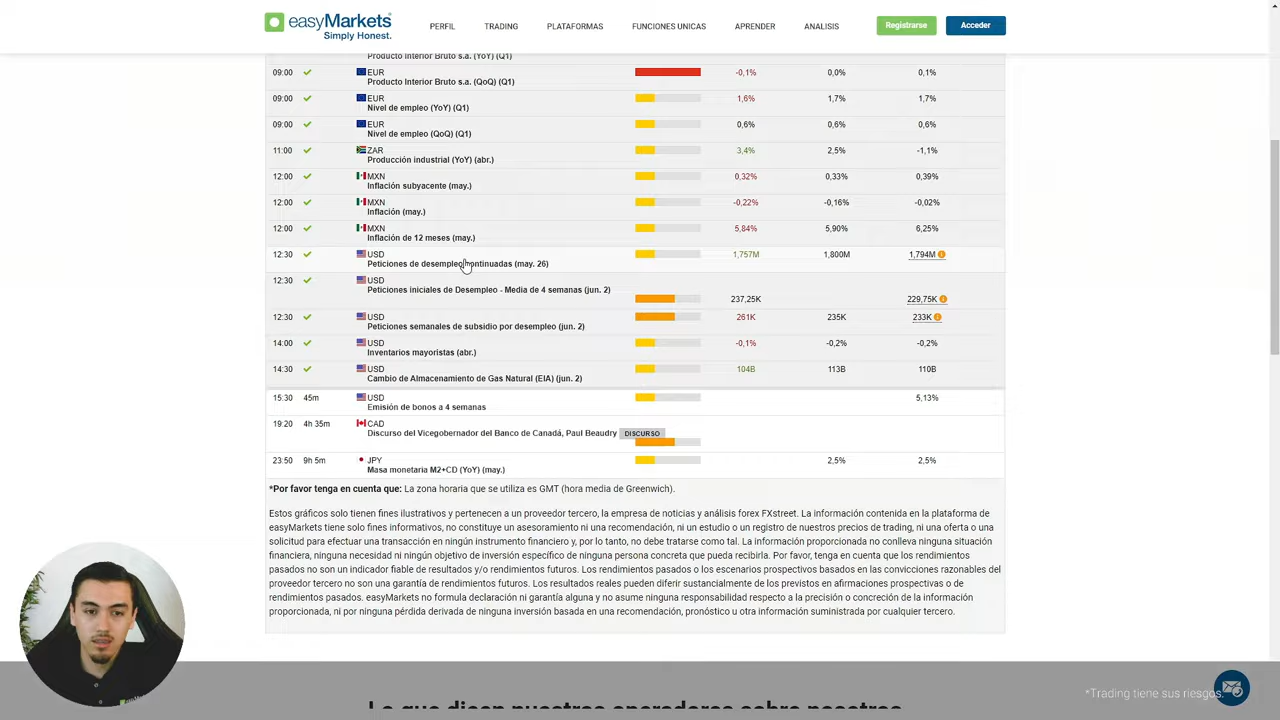 easyMarkets
Simply Honest.
PERFIL TRADING PLATAFORMAS FUNCIONES UNICAS APRENDER ANALISIS Registrarse Acceder
Producto Interior Bruto s.a. (YoY) (Q1)
09:00 EUR -0,1% 0,0% 0,1%
Producto Interior Bruto s.a. (QoQ) (Q1)
09:00 EUR 1,6% 1,7% 1,7%
Nivel de empleo (YoY) (Q1)
09:00 EUR 0,6% 0,6% 0,6%
Nivel de empleo (QoQ) (Q1)
11:00 ZAR 3,4% 2,5% -1,1%
Producción industrial (YoY) (abr.)
12:00 MXN 0,32% 0,33% 0,39%
Inflación subyacente (may.)
12:00 MXN -0,22% -0,16% -0,02%
Inflación (may.)
12:00 MXN 5,84% 5,90% 6,25%
Inflación de 12 meses (may.)
12:30 USD 1,757M 1,800M 1,794M
Peticiones de desempleo continuadas (may. 26)
12:30 USD
Peticiones iniciales de Desempleo - Media de 4 semanas (jun. 2)
237,25K 229,75K
12:30 USD 261K 235K 233K
Peticiones semanales de subsidio por desempleo (jun. 2)
14:00 USD -0,1% -0,2% -0,2%
Inventarios mayoristas (abr.)
14:30 USD 104B 113B 110B
Cambio de Almacenamiento de Gas Natural (EIA) (jun. 2)
15:30 45m USD 5,13%
Emisión de bonos a 4 semanas
19:20 4h 35m CAD
Discurso del Vicegobernador del Banco de Canadá, Paul Beaudry DISCURSO
23:50 9h 5m JPY 2,5% 2,5%
Masa monetaria M2+CD (YoY) (may.)
*Por favor tenga en cuenta que: La zona horaria que se utiliza es GMT (hora media de Greenwich).
Estos gráficos solo tienen fines ilustrativos y pertenecen a un proveedor tercero, la empresa de noticias y análisis forex FXstreet. La información contenida en la plataforma de
easyMarkets tiene solo fines informativos, no constituye un asesoramiento ni una recomendación, ni un estudio o un registro de nuestros precios de trading, ni una oferta o una
solicitud para efectuar una transacción en ningún instrumento financiero y, por lo tanto, no debe tratarse como tal. La información proporcionada no conlleva ninguna situación
financiera, ninguna necesidad ni ningún objetivo de inversión específico de ninguna persona concreta que pueda recibirla. Por favor, tenga en cuenta que los rendimientos
pasados no son un indicador fiable de resultados y/o rendimientos futuros. Los rendimientos pasados o los escenarios prospectivos basados en las convicciones razonables del
proveedor tercero no son una garantía de rendimientos futuros. Los resultados reales pueden diferir sustancialmente de los previstos en afirmaciones prospectivas o de
rendimientos pasados. easyMarkets no formula declaración ni garantía alguna y no asume ninguna responsabilidad respecto a la precisión o concreción de la información
proporcionada, ni por ninguna pérdida derivada de ninguna inversión basada en una recomendación, pronóstico u otra información suministrada por cualquier tercero.
*Trading tiene sus riesgos.
Lo que dicen nuestros operadores sobre nosotros